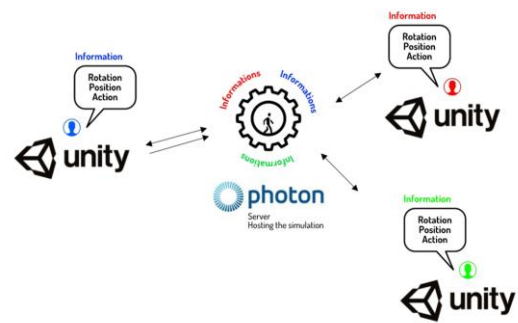 Information
Rotation
Position
Action
unity
Informations
Informations
Informations
photon
Server
Hosting the simulation
Information
Rotation
Position
Action
unity
Information
Rotation
Position
Action
unity